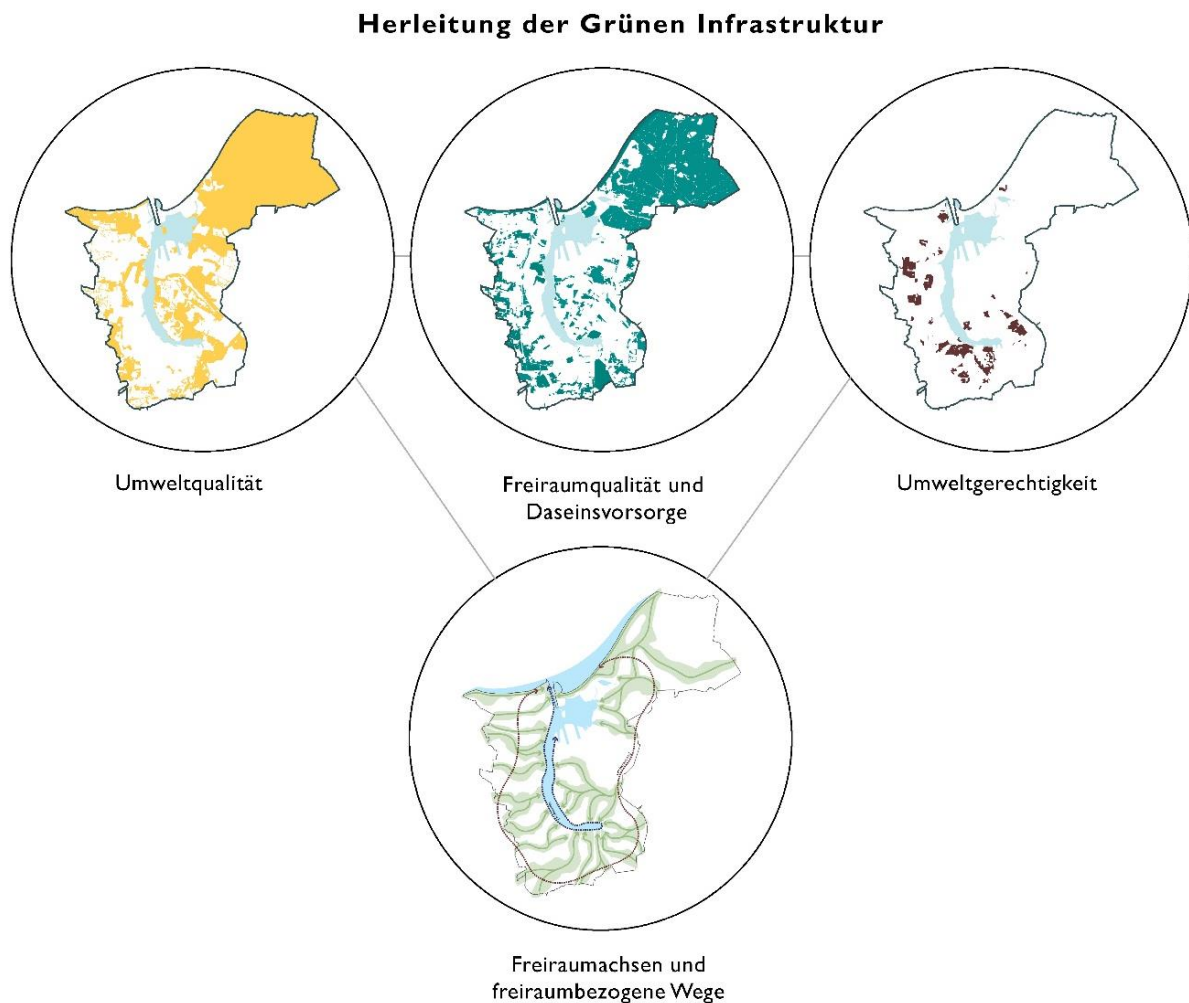 Herleitung der Grünen Infrastruktur
Umweltqualität
Freiraumqualität und
Daseinsvorsorge
Umweltgerechtigkeit
Freiraumachsen und
freiraumbezogene Wege